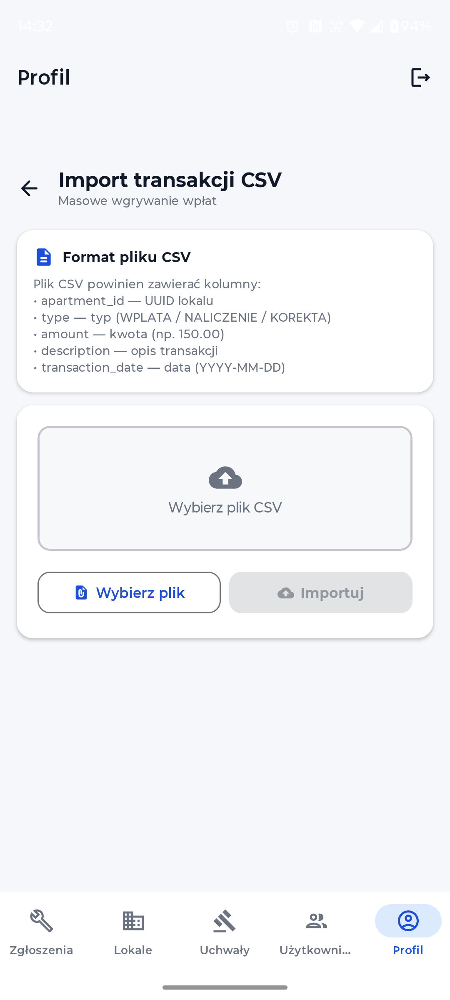 14:32
Vo LTE
94%
Profil
Import transakcji CSV
Masowe wgrywanie wpłat
Format pliku CSV
Plik CSV powinien zawierać kolumny:
• apartment_id — UUID lokalu
• type — typ (WPLATA / NALICZENIE / KOREKTA)
• amount — kwota (np. 150.00)
• description — opis transakcji
• transaction_date — data (YYYY-MM-DD)
Wybierz plik CSV
Wybierz plik
Importuj
Zgłoszenia
Lokale
Uchwały
Użytkowni...
Profil